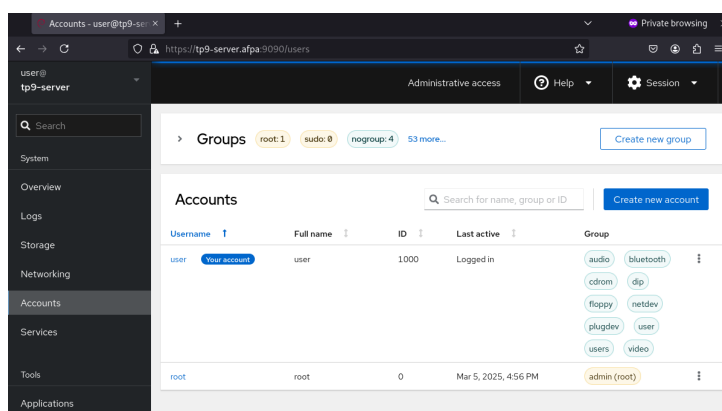 Accounts - user@tp9-ser
Private browsing
https://tp9-server.afpa:9090/users
user@
tp9-server
Administrative access
Help
Session
Search
System
Overview
Logs
Storage
Networking
Accounts
Services
Tools
Applications
Groups root: 1 sudo: 0 nogroup: 4 53 more...
Create new group
Accounts
Search for name, group or ID
Create new account
Username Full name ID Last active Group
user Your account user 1000 Logged in audio bluetooth
cdrom dip
floppy netdev
plugdev user
users video
root root 0 Mar 5, 2025, 4:56 PM admin (root)